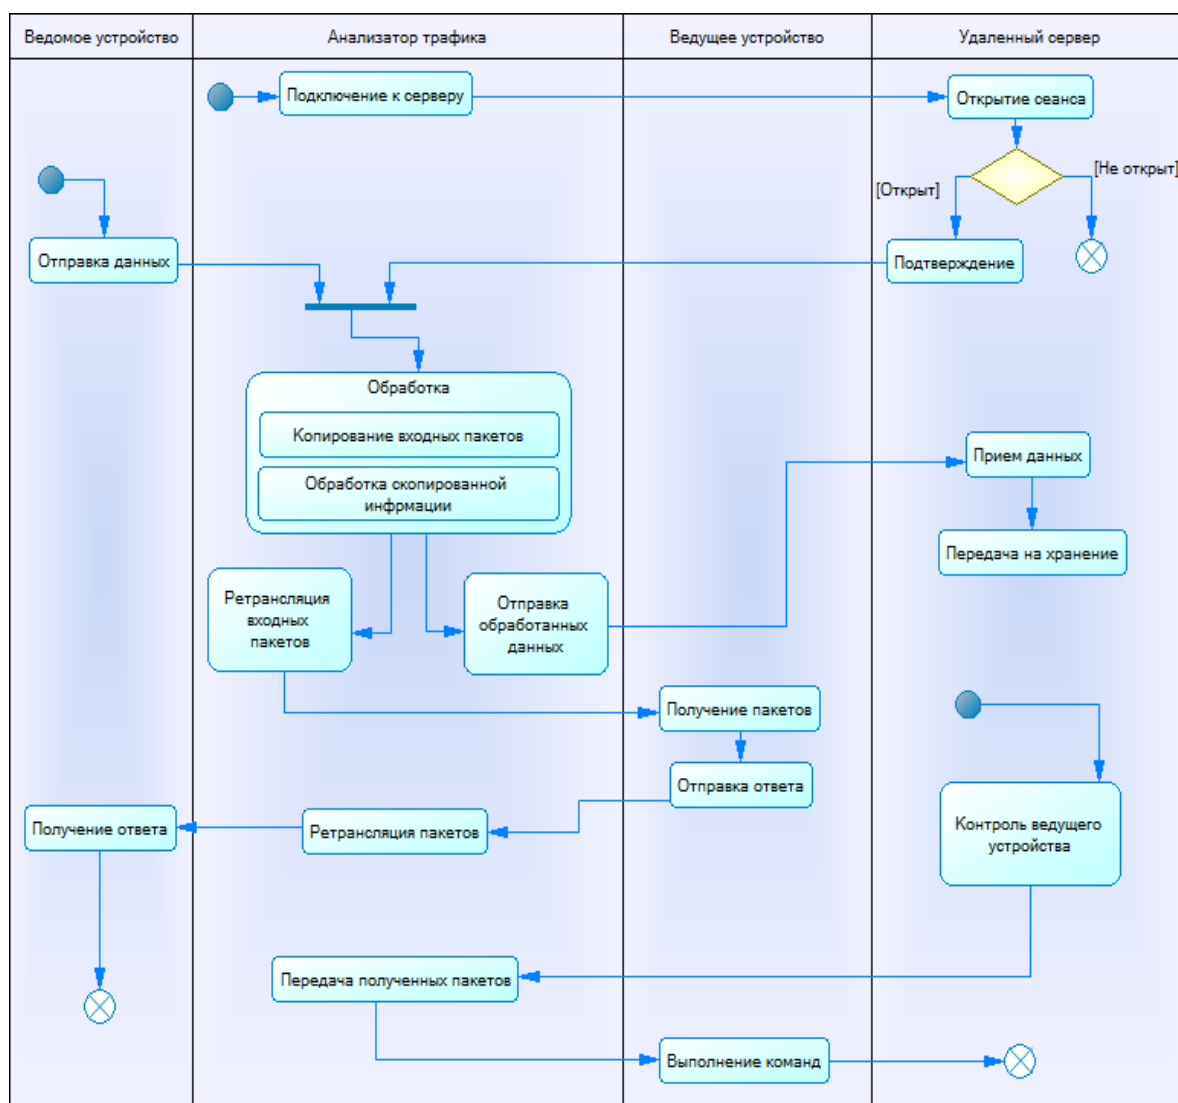 Ведомое устройство
Анализатор трафика
Ведущее устройство
Удаленный сервер
Подключение к серверу
Открытие сеанса
[Не открыт]
[Открыт]
Отправка данных
Подтверждение
Обработка
Копирование входных пакетов
Прием данных
Обработка скопированной
инфрмации
Передача на хранение
Ретрансляция
входных
пакетов
Отправка
обработанных
данных
Получение пакетов
Отправка ответа
Получение ответа
Ретрансляция пакетов
Контроль ведущего
устройства
Передача полученных пакетов
Выполнение команд